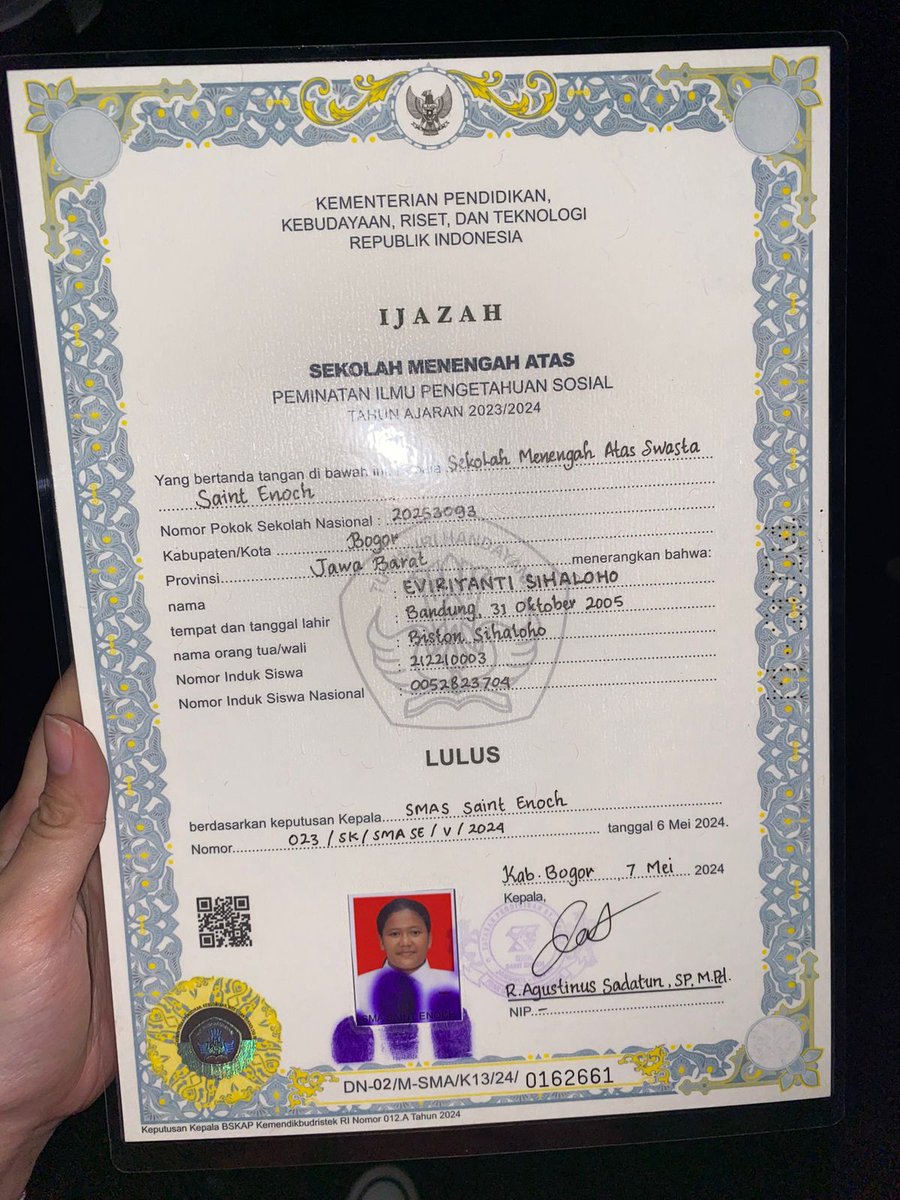 KEMENTERIAN PENDIDIKAN,
KEBUDAYAAN, RISET, DAN TEKNOLOGI
REPUBLIK INDONESIA
IJAZAH
SEKOLAH MENENGAH ATAS
PEMINATAN ILMU PENGETAHUAN SOSIAL
TAHUN AJARAN 2023/2024
Yang bertanda tangan di bawah Sekolah Menengah Atas Swasta
Saint Enoch
Nomor Pokok Sekolah Nasional : 20253093
Kabupaten/Kota Bogor
Provinsi Jawa Barat menerangkan bahwa:
nama : EVIRIYANTI SIHALOHO
tempat dan tanggal lahir : Bandung, 31 Oktober 2005
nama orang tua/wali : Biston Sihaloho
Nomor Induk Siswa : 212210003
Nomor Induk Siswa Nasional : 0052823704
LULUS
berdasarkan keputusan Kepala SMAS Saint Enoch
Nomor 023/SK/SMASE/V/2024 tanggal 6 Mei 2024.
Kab. Bogor, 7 Mei 2024
Kepala,
R. Agustinus Sadatun, SP, M.Pd.
NIP. -
DN-02/M-SMA/K13/24/ 0162661
Keputusan Kepala BSKAP Kemendikbudristek RI Nomor 012.A Tahun 2024